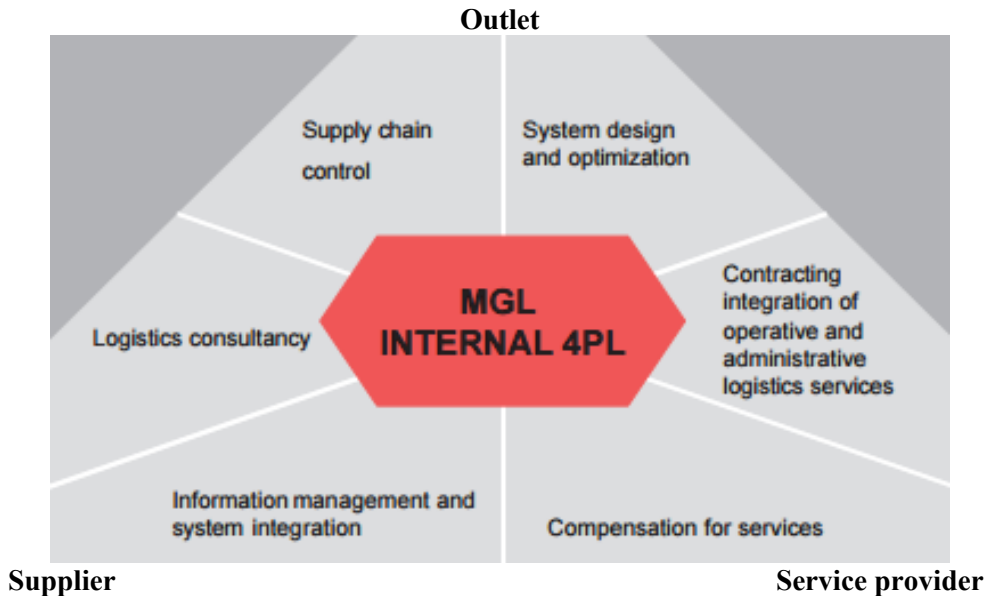 Outlet
Supply chain
control
System design
and optimization
Logistics consultancy
MGL
INTERNAL 4PL
Contracting
integration of
operative and
administrative
logistics services
Information management and
system integration
Compensation for services
Supplier
Service provider